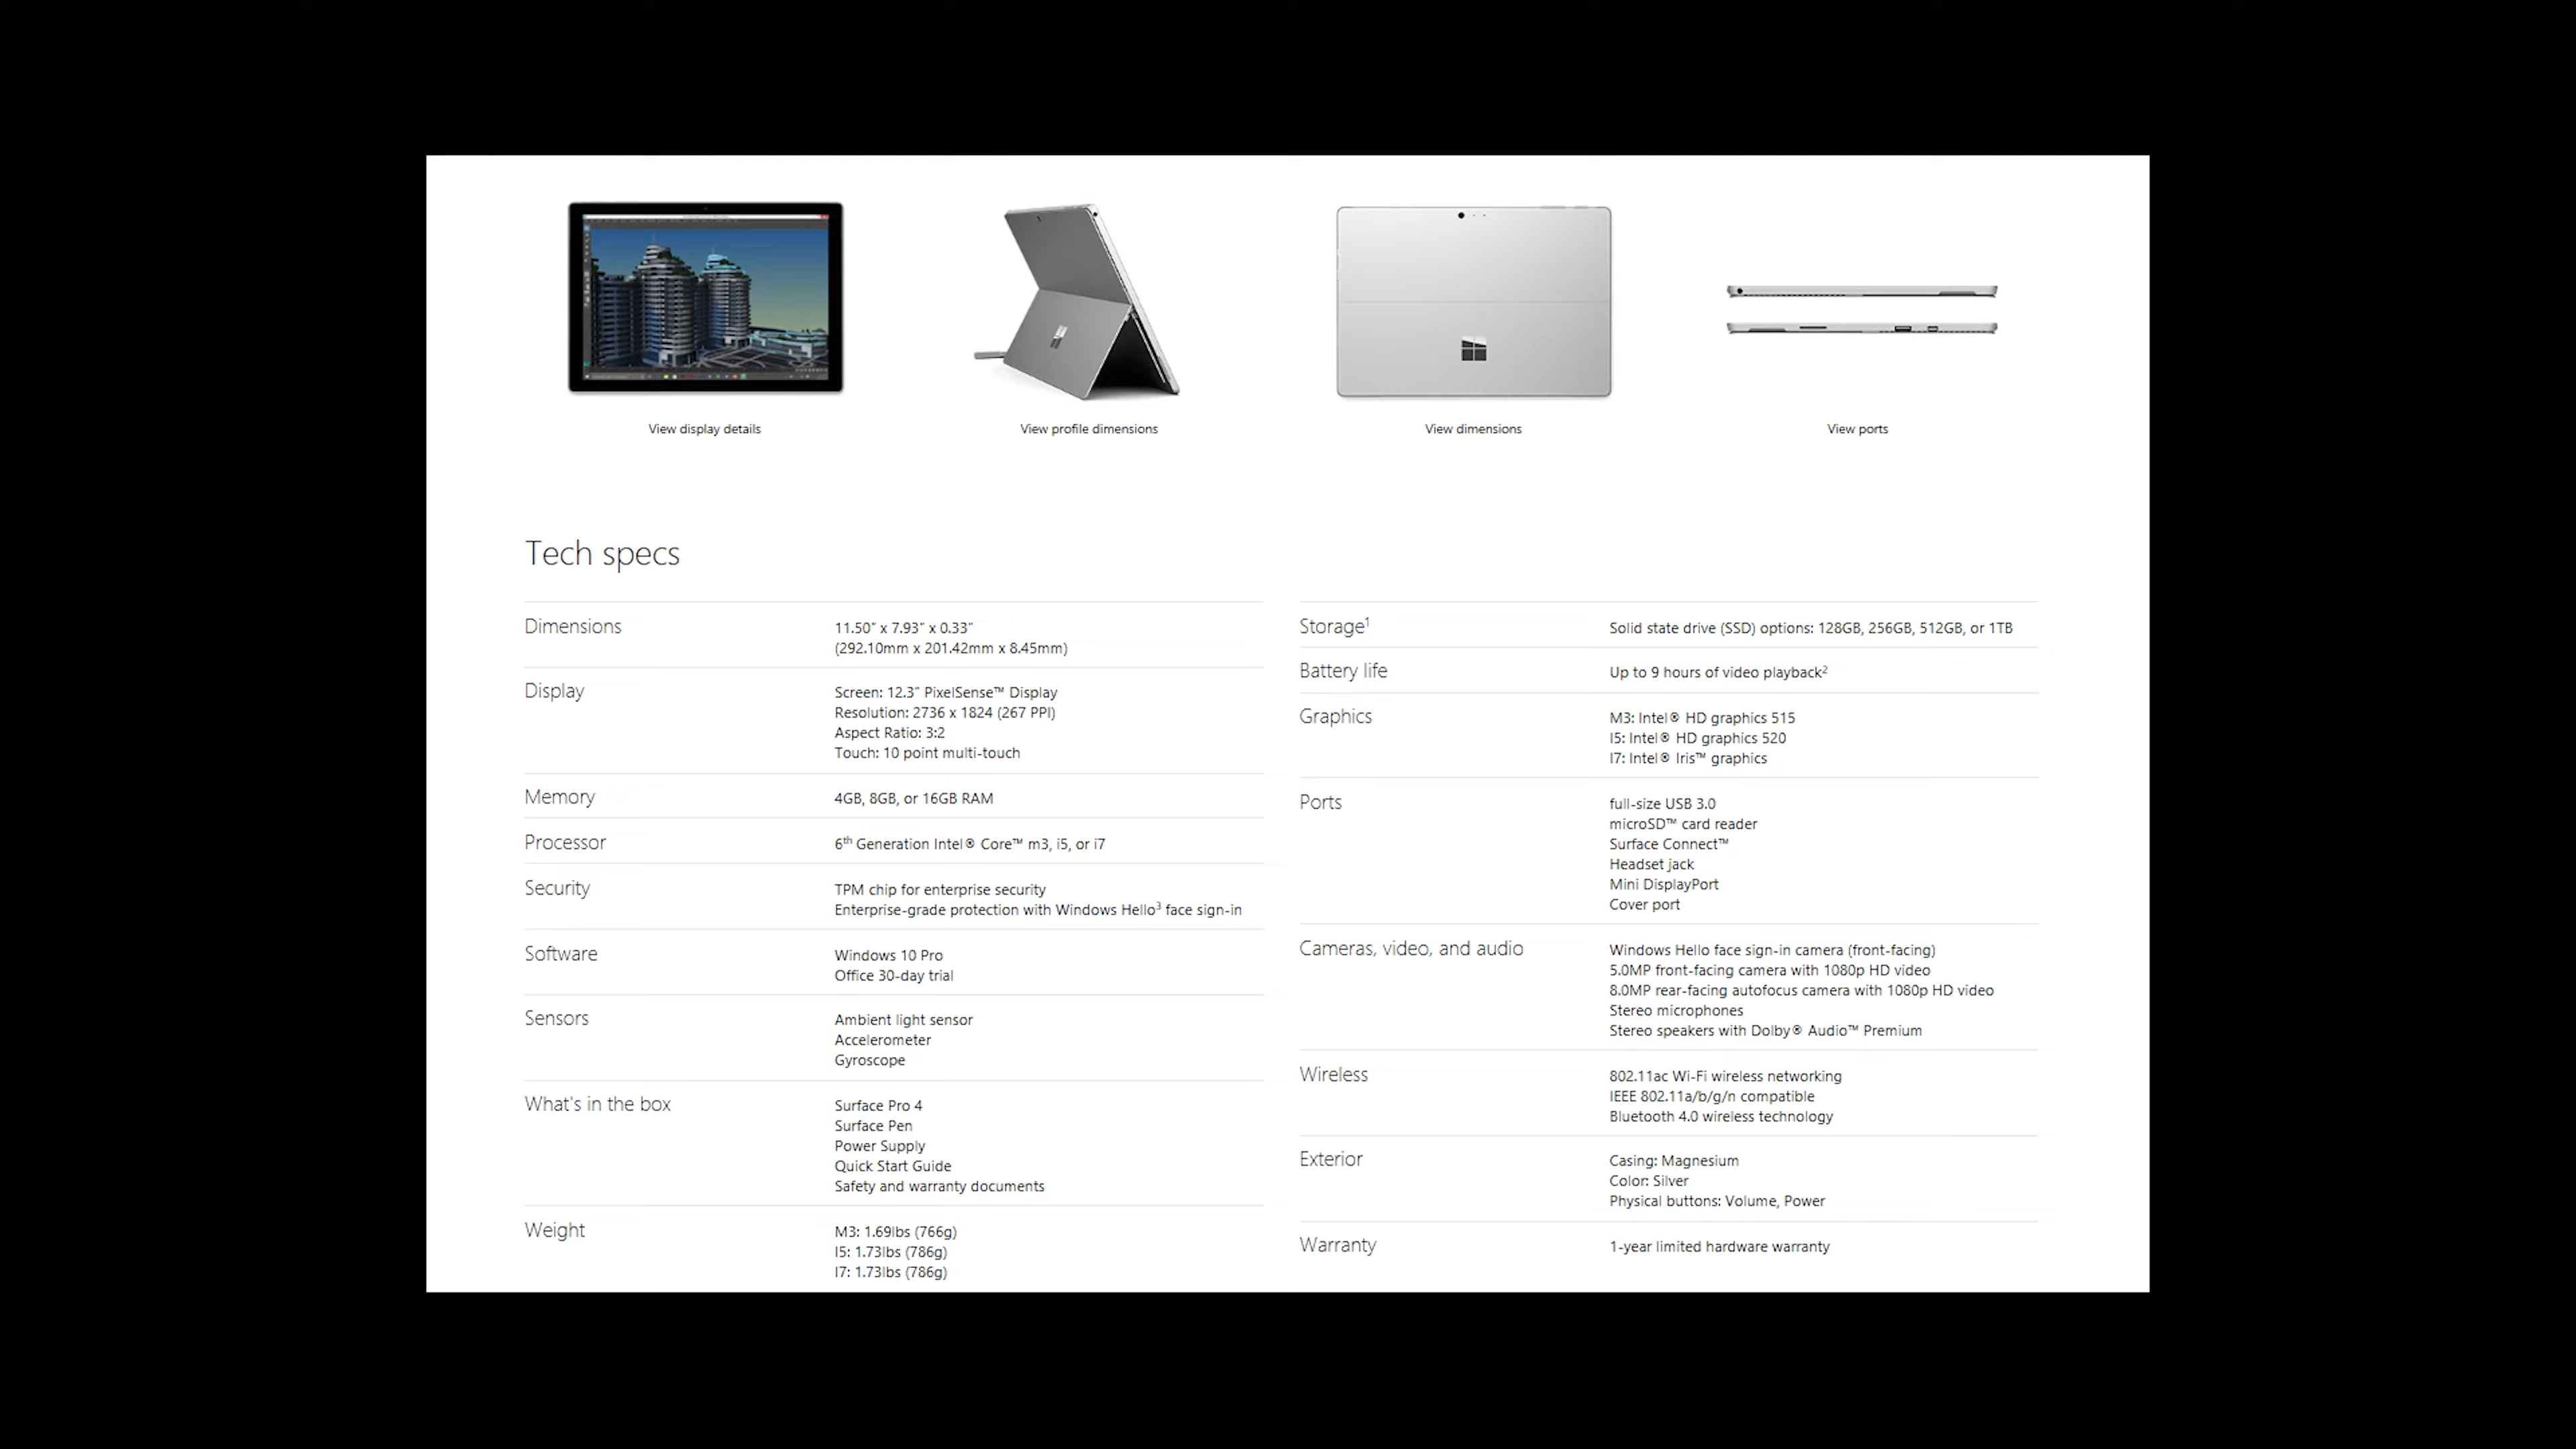 View display details
View profile dimensions
View dimensions
View ports
Tech specs
Dimensions
11.50″ x 7.93″ x 0.33″
(292.10mm x 201.42mm x 8.45mm)
Display
Screen: 12.3″ PixelSense™ Display
Resolution: 2736 x 1824 (267 PPI)
Aspect Ratio: 3:2
Touch: 10 point multi-touch
Memory
4GB, 8GB, or 16GB RAM
Processor
6th Generation Intel® Core™ m3, i5, or i7
Security
TPM chip for enterprise security
Enterprise-grade protection with Windows Hello³ face sign-in
Software
Windows 10 Pro
Office 30-day trial
Sensors
Ambient light sensor
Accelerometer
Gyroscope
What's in the box
Surface Pro 4
Surface Pen
Power Supply
Quick Start Guide
Safety and warranty documents
Weight
M3: 1.69lbs (766g)
I5: 1.73lbs (786g)
I7: 1.73lbs (786g)
Storage¹
Solid state drive (SSD) options: 128GB, 256GB, 512GB, or 1TB
Battery life
Up to 9 hours of video playback²
Graphics
M3: Intel® HD graphics 515
I5: Intel® HD graphics 520
I7: Intel® Iris™ graphics
Ports
full-size USB 3.0
microSD™ card reader
Surface Connect™
Headset jack
Mini DisplayPort
Cover port
Cameras, video, and audio
Windows Hello face sign-in camera (front-facing)
5.0MP front-facing camera with 1080p HD video
8.0MP rear-facing autofocus camera with 1080p HD video
Stereo microphones
Stereo speakers with Dolby® Audio™ Premium
Wireless
802.11ac Wi-Fi wireless networking
IEEE 802.11a/b/g/n compatible
Bluetooth 4.0 wireless technology
Exterior
Casing: Magnesium
Color: Silver
Physical buttons: Volume, Power
Warranty
1-year limited hardware warranty